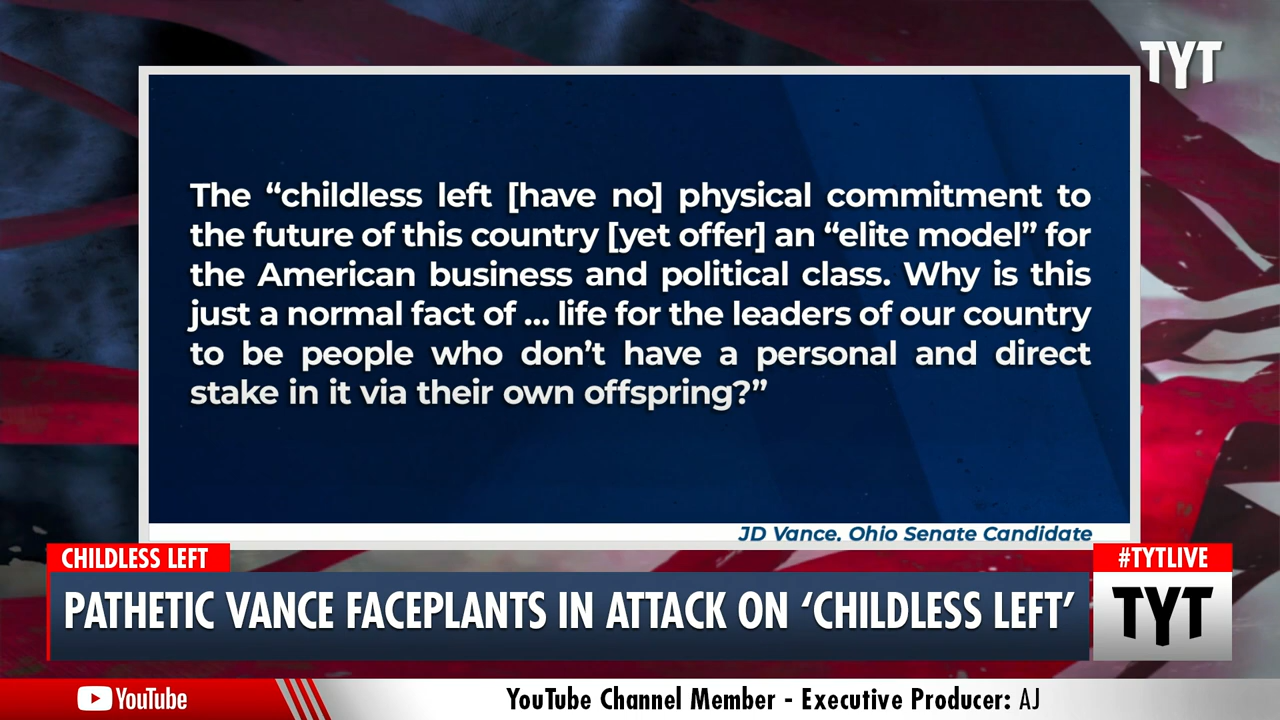 TYT
The “childless left [have no] physical commitment to
the future of this country [yet offer] an “elite model” for
the American business and political class. Why is this
just a normal fact of ... life for the leaders of our country
to be people who don’t have a personal and direct
stake in it via their own offspring?”
JD Vance, Ohio Senate Candidate
CHILDLESS LEFT
#TYTLIVE
PATHETIC VANCE FACEPLANTS IN ATTACK ON ‘CHILDLESS LEFT’
TYT
YouTube
YouTube Channel Member - Executive Producer: AJ